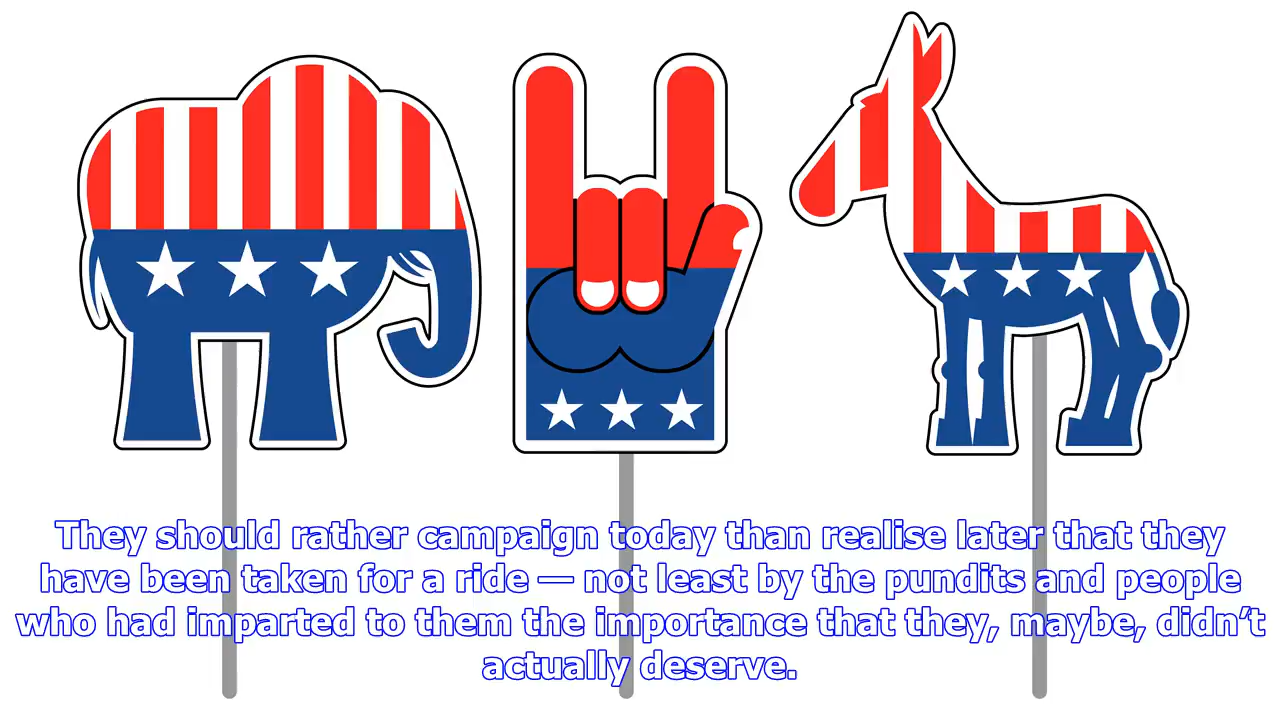 They should rather campaign today than realise later that they
have been taken for a ride — not least by the pundits and people
who had imparted to them the importance that they, maybe, didn’t
actually deserve.